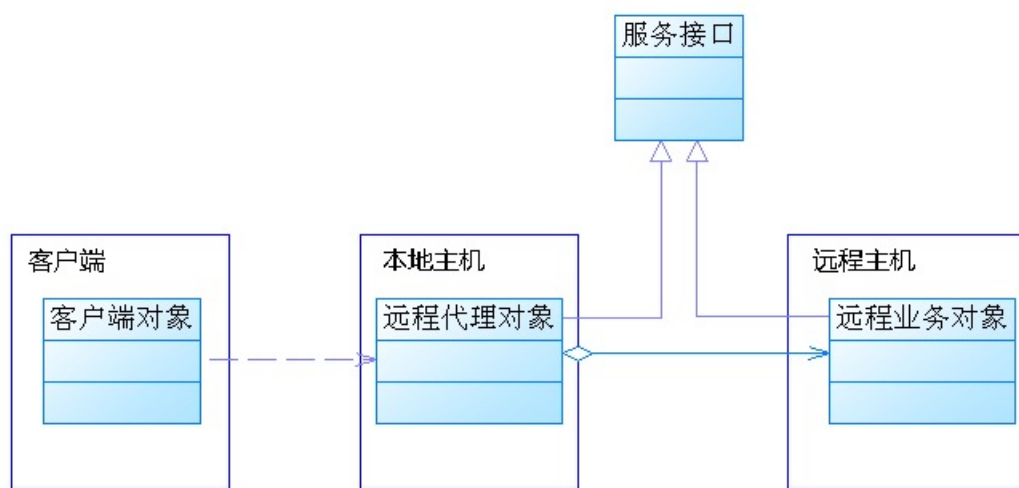 服务接口
客户端
本地主机
远程主机
客户端对象
远程代理对象
远程业务对象